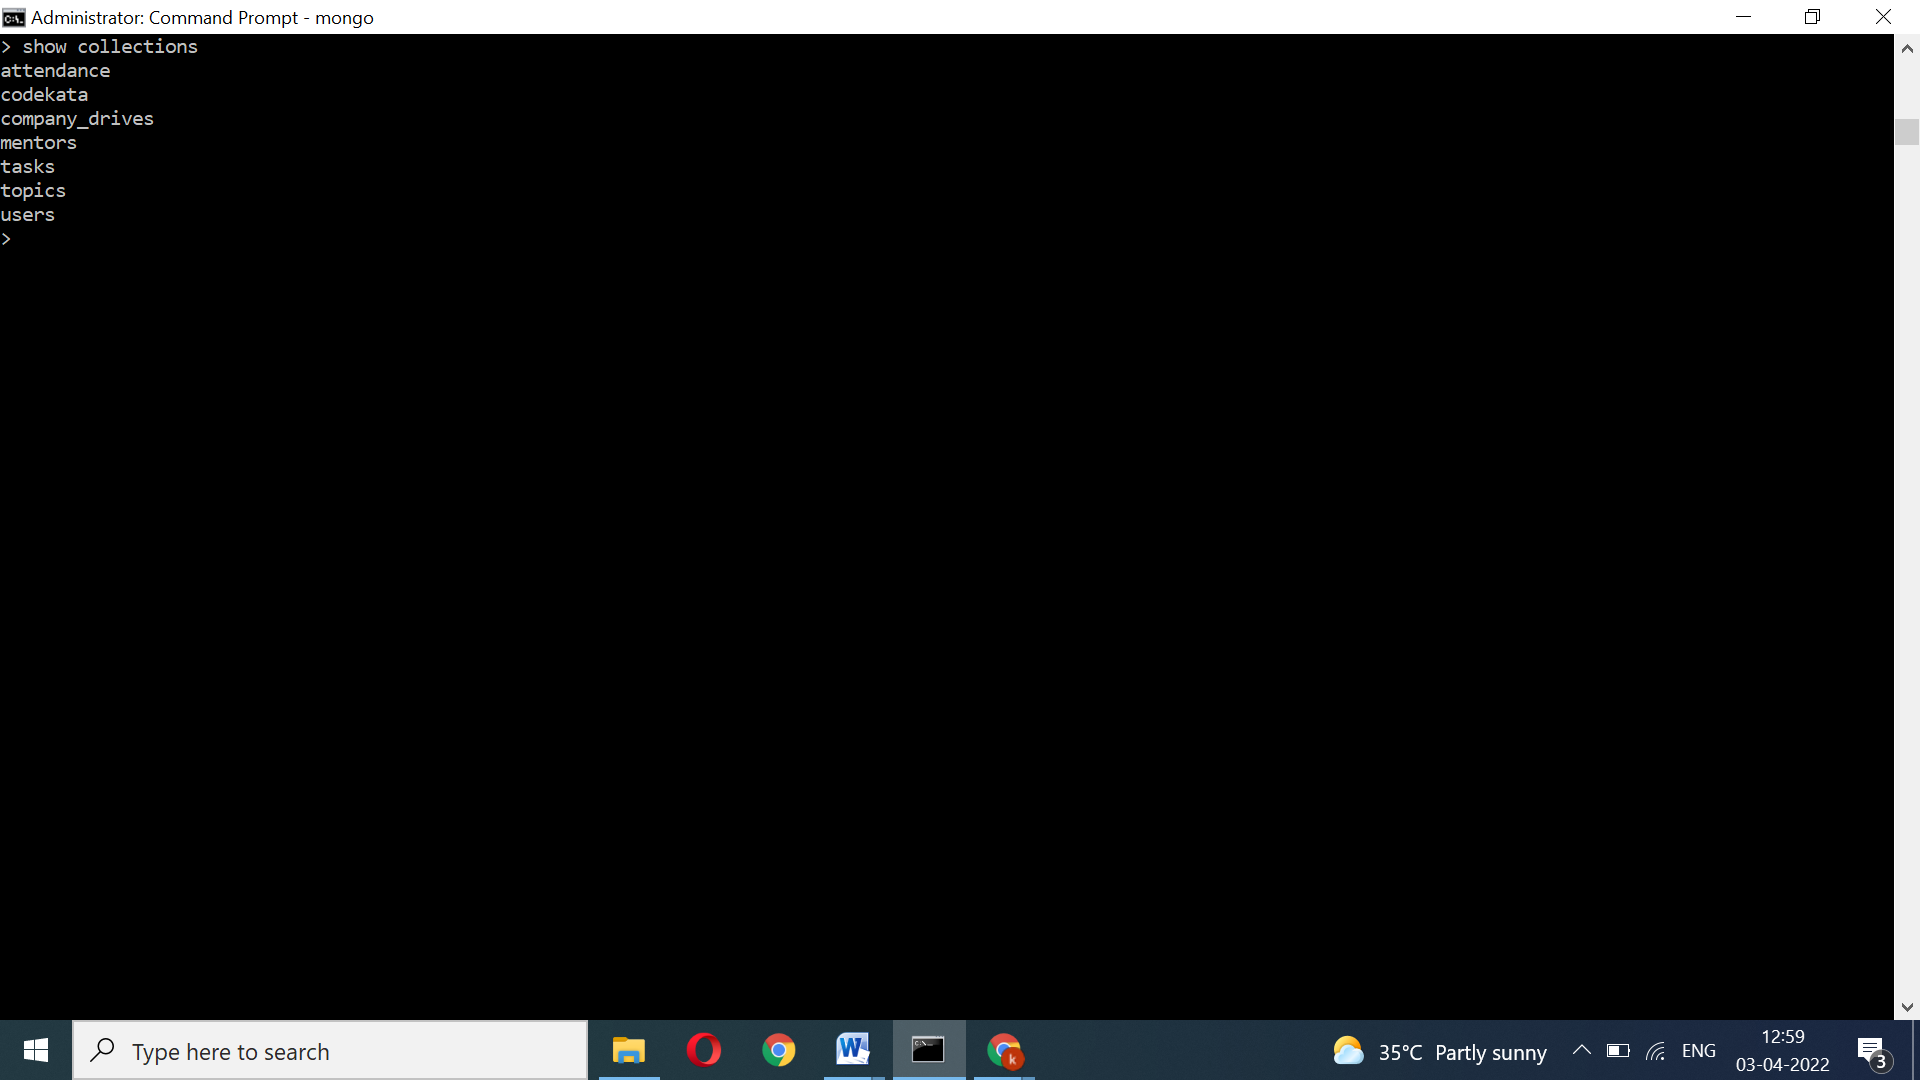 Administrator: Command Prompt - mongo
> show collections
attendance
codekata
company_drives
mentors
tasks
topics
users
>
Type here to search
35°C Partly sunny
ENG
12:59
03-04-2022
3
k